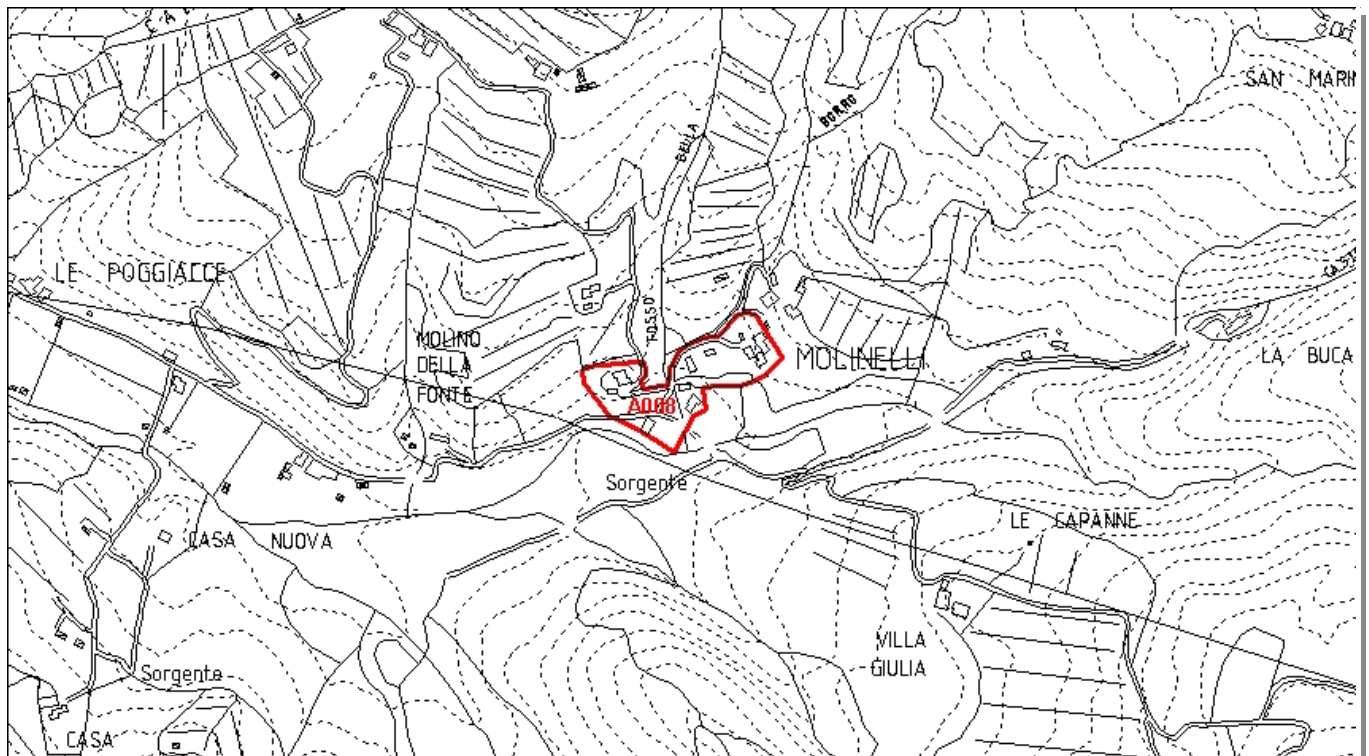 SAN MARIN
BORRO
DELLA
LE POGGIACCE
FOSSO
MOLINO
DELLA
FONTE
MOLINELLI
LA BUCA
A008
Sorgente
LE CAPANNE
CASA NUOVA
VILLA
GIULIA
Sorgente
CASA